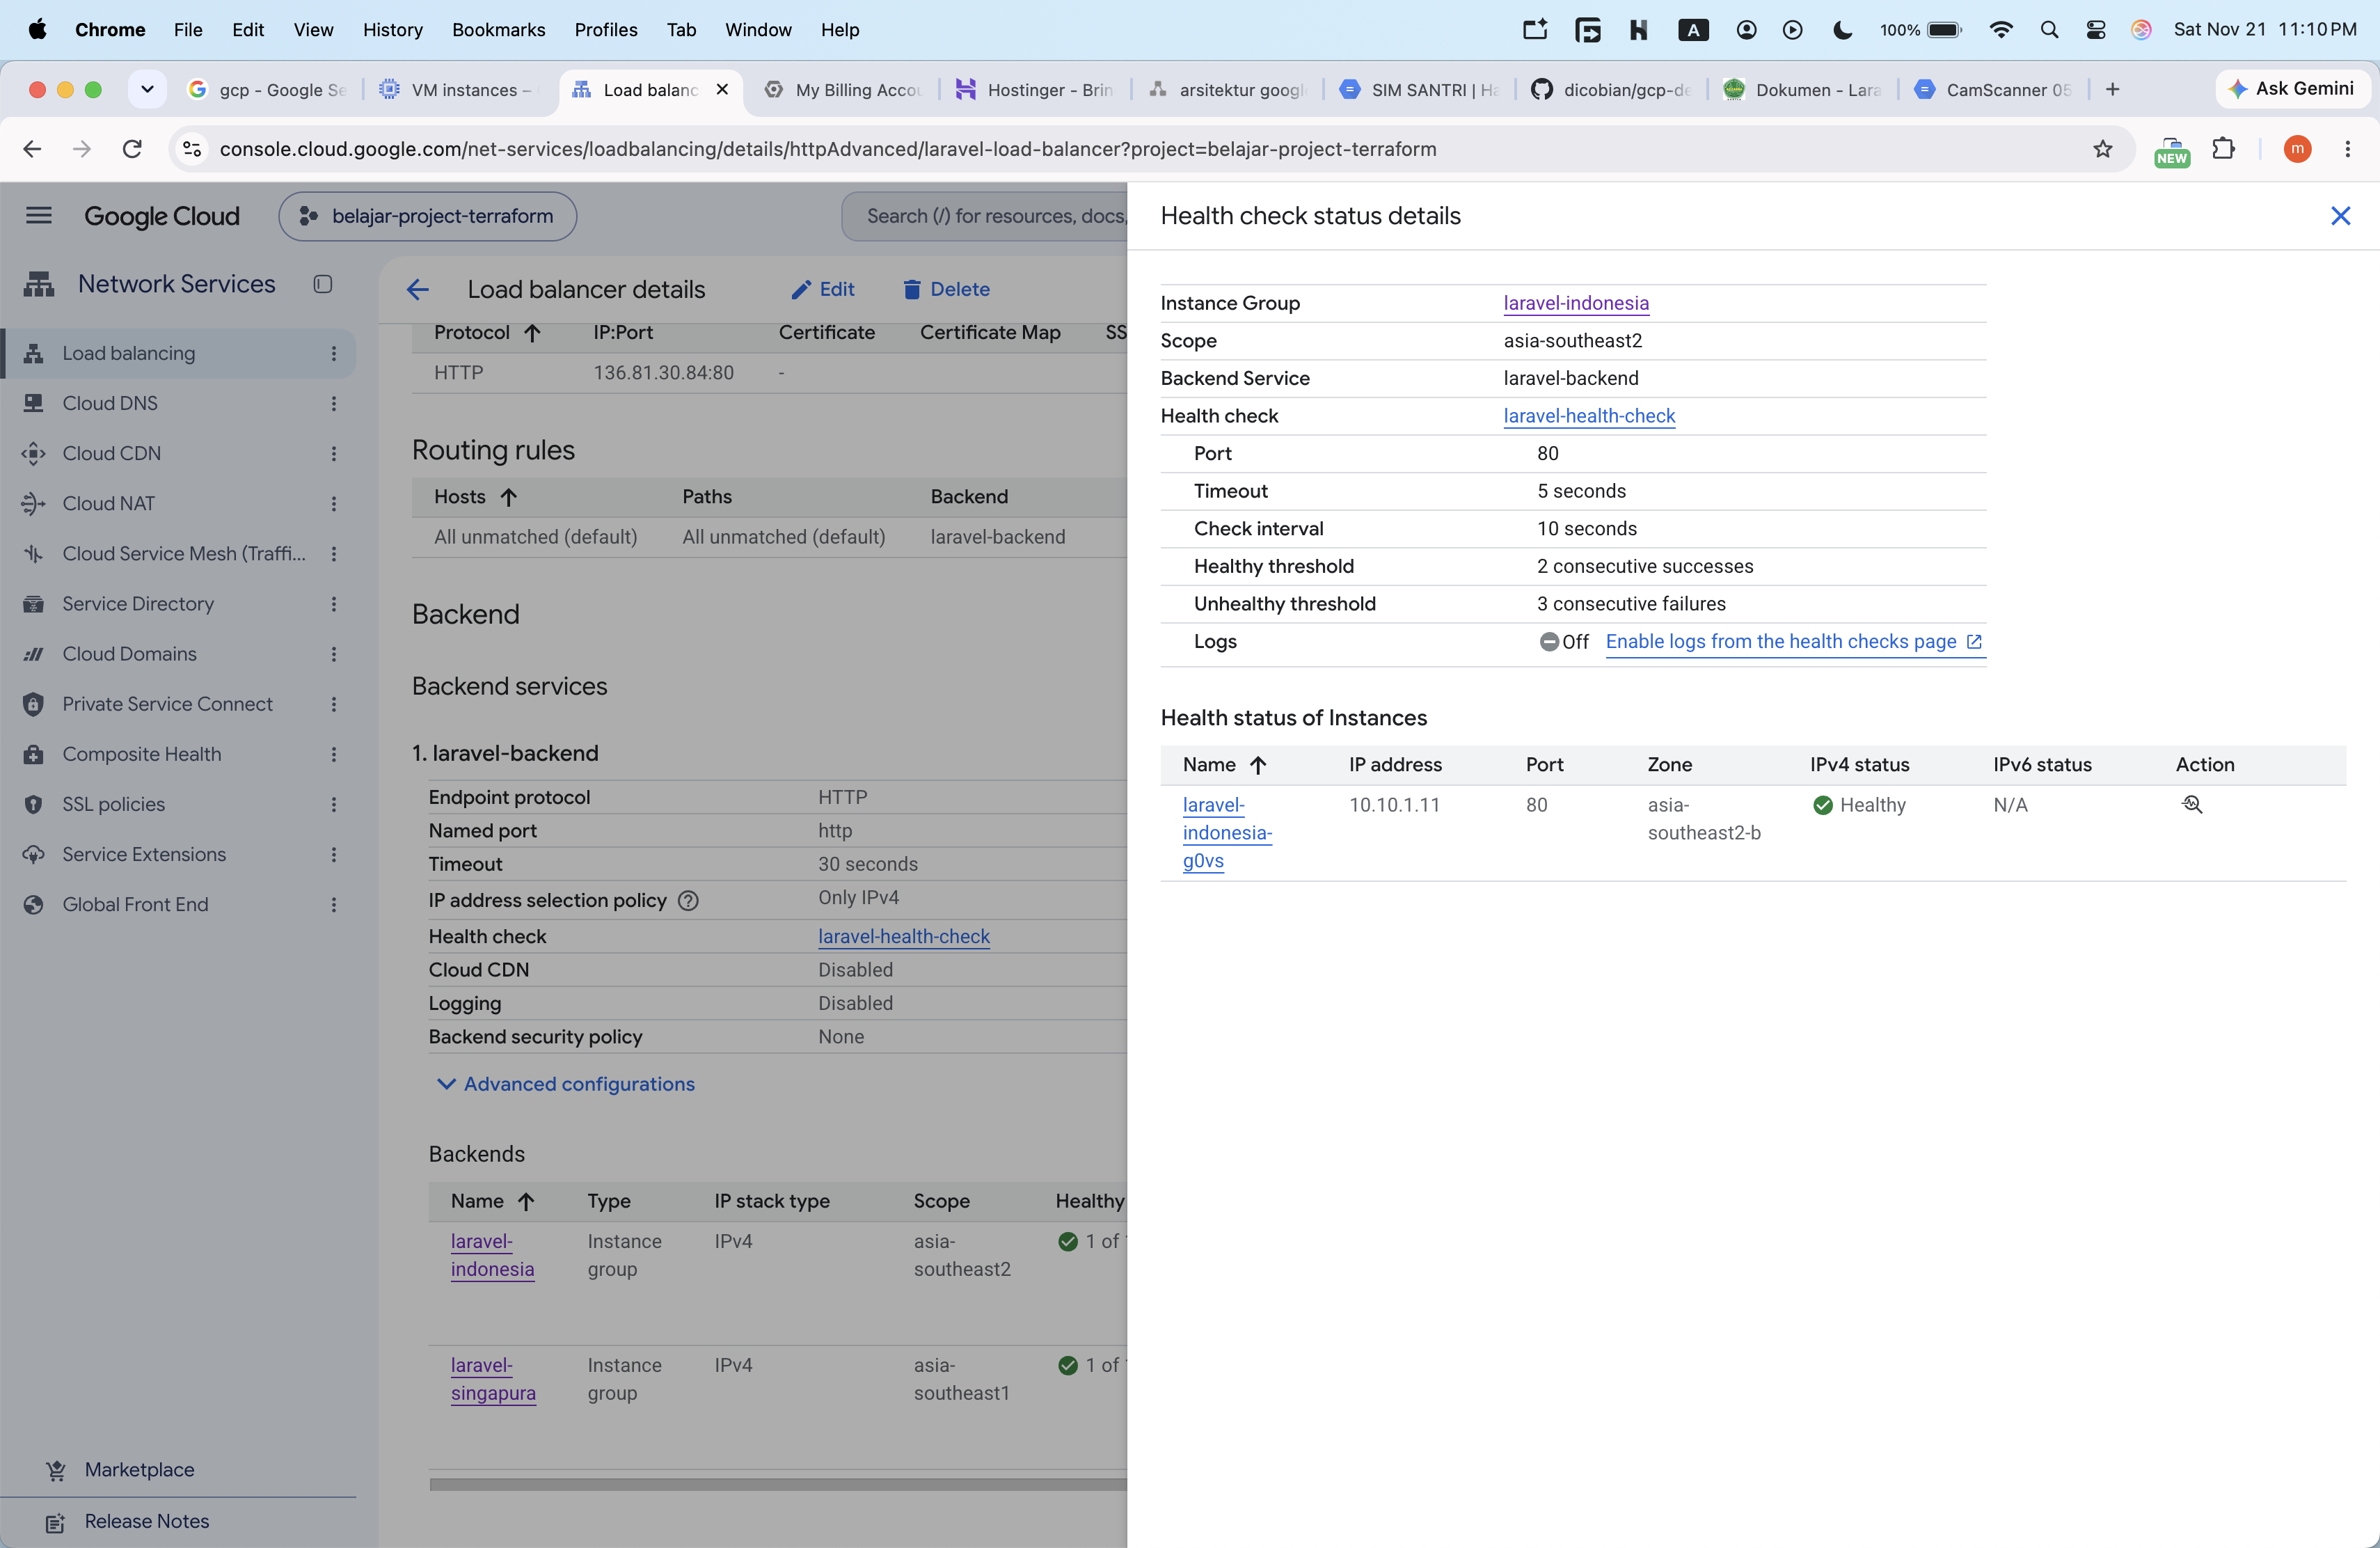 Chrome File Edit View History Bookmarks Profiles Tab Window Help A 100% Sat Nov 21 11:10 PM
gcp - Google Se VM instances – Load balanc My Billing Accou Hostinger - Brin arsitektur googl SIM SANTRI | Ha dicobian/gcp-de Dokumen - Lara CamScanner 05 Ask Gemini
console.cloud.google.com/net-services/loadbalancing/details/httpAdvanced/laravel-load-balancer?project=belajar-project-terraform NEW m
Google Cloud belajar-project-terraform Search (/) for resources, docs,
Network Services
Load balancing
Cloud DNS
Cloud CDN
Cloud NAT
Cloud Service Mesh (Traffi...
Service Directory
Cloud Domains
Private Service Connect
Composite Health
SSL policies
Service Extensions
Global Front End
Marketplace
Release Notes
Load balancer details Edit Delete
Protocol IP:Port Certificate Certificate Map SS
HTTP 136.81.30.84:80 -
Routing rules
Hosts Paths Backend
All unmatched (default) All unmatched (default) laravel-backend
Backend
Backend services
1. laravel-backend
Endpoint protocol HTTP
Named port http
Timeout 30 seconds
IP address selection policy Only IPv4
Health check laravel-health-check
Cloud CDN Disabled
Logging Disabled
Backend security policy None
Advanced configurations
Backends
Name Type IP stack type Scope Healthy
laravel- Instance IPv4 asia- 1 of
indonesia group southeast2
laravel- Instance IPv4 asia- 1 of
singapura group southeast1
Health check status details
Instance Group laravel-indonesia
Scope asia-southeast2
Backend Service laravel-backend
Health check laravel-health-check
Port 80
Timeout 5 seconds
Check interval 10 seconds
Healthy threshold 2 consecutive successes
Unhealthy threshold 3 consecutive failures
Logs Off Enable logs from the health checks page
Health status of Instances
Name IP address Port Zone IPv4 status IPv6 status Action
laravel- 10.10.1.11 80 asia- Healthy N/A
indonesia- southeast2-b
g0vs